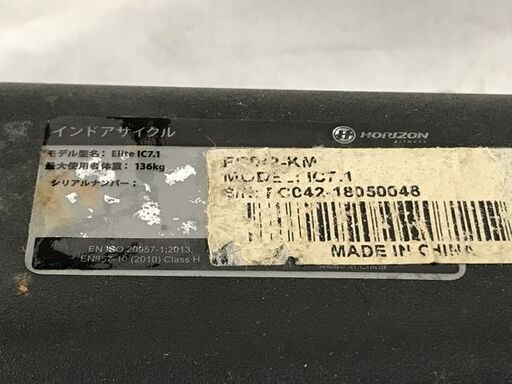 インドアサイクル
HORIZON
FITNESS
モデル型名： Elite IC7.1
最大使用者体重： 136kg
シリアルナンバー：
FC042-KM
MODEL: IC7.1
S/N: FC042-18050048
MADE IN CHINA
EN ISO 20957-1:2013,
EN957-10 (2010) Class H
Made in China